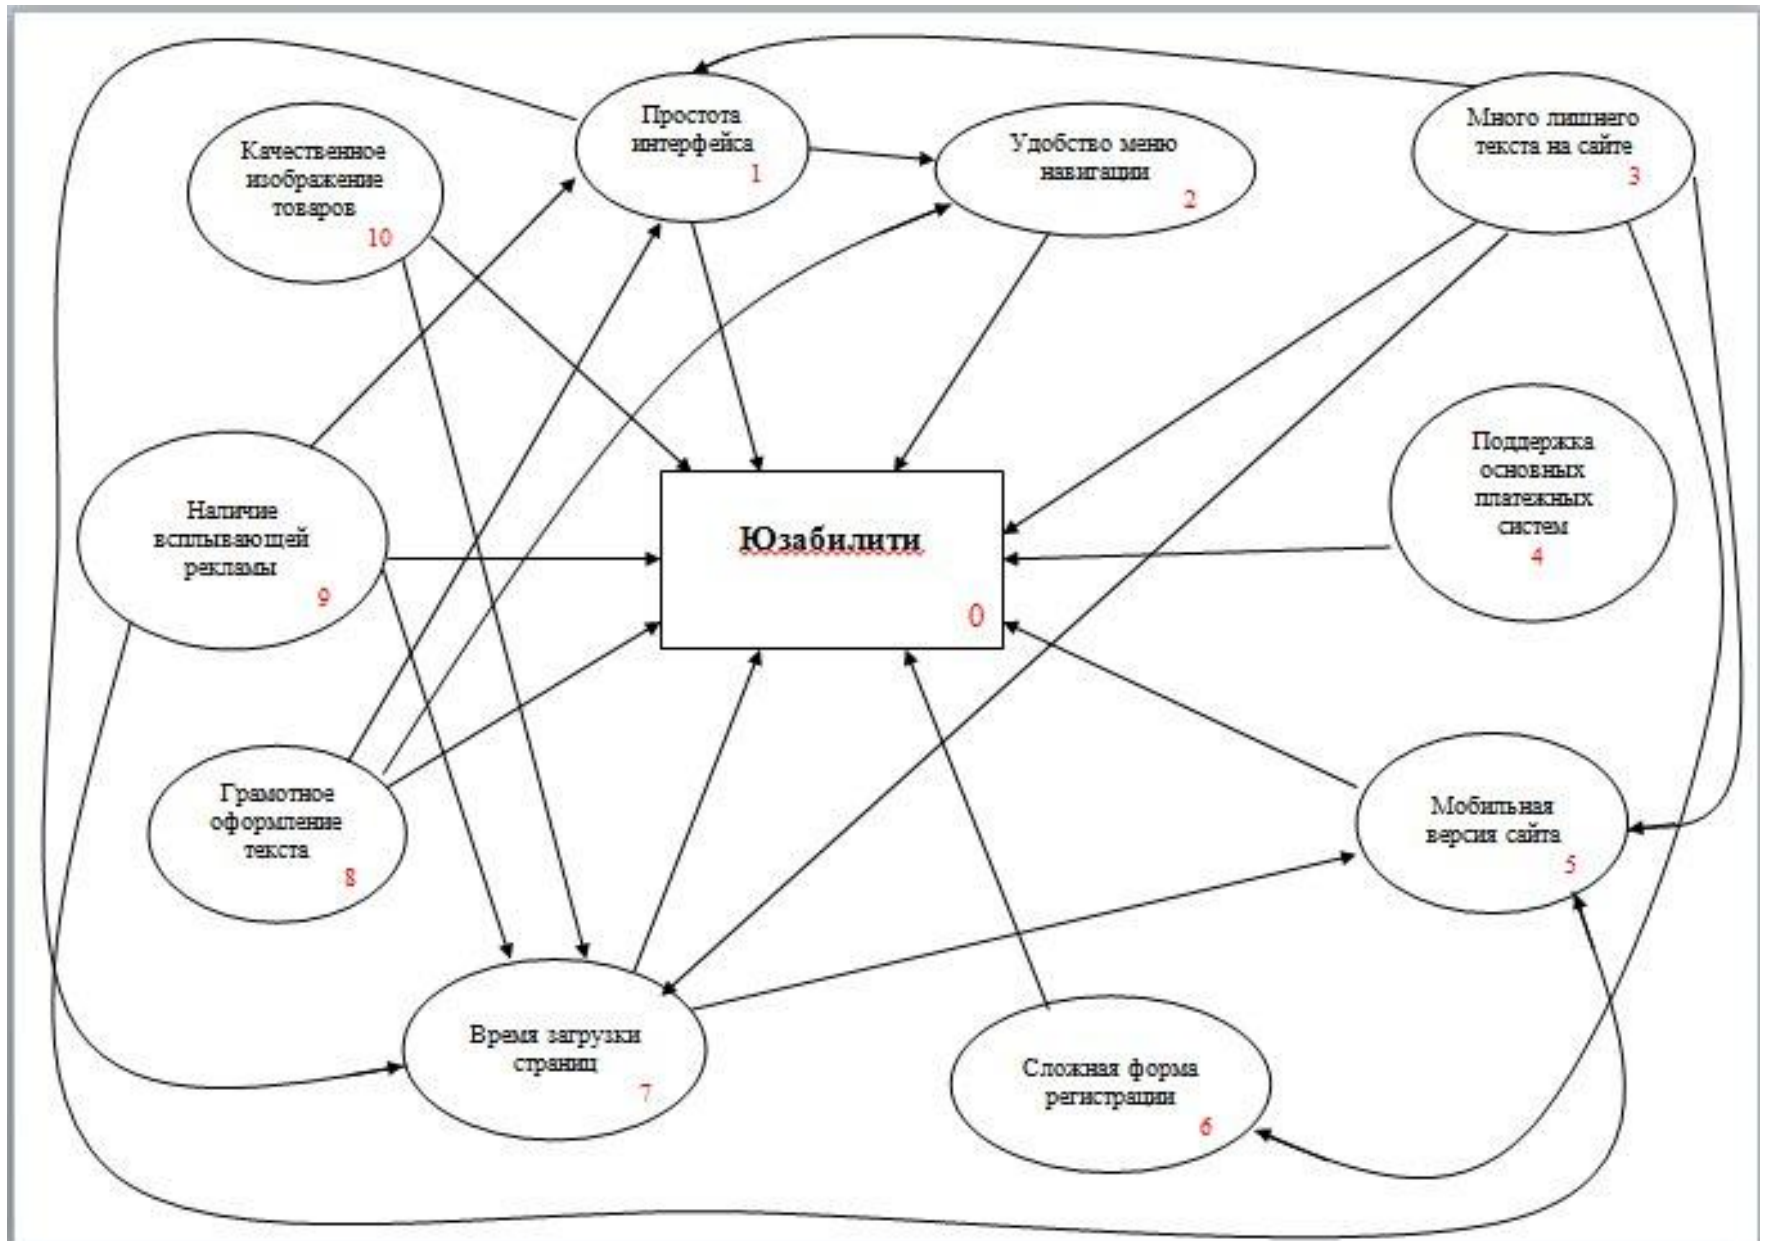 Простота
интерфейса
1
Удобство меню
навигации
2
Много лишнего
текста на сайте
3
Качественное
изображение
товаров
10
Поддержка
основных
платежных
систем
4
Наличие
всплывающей
рекламы
9
Юзабилити
0
Грамотное
оформление
текста
8
Мобильная
версия сайта
5
Время загрузки
страниц
7
Сложная форма
регистрации
6